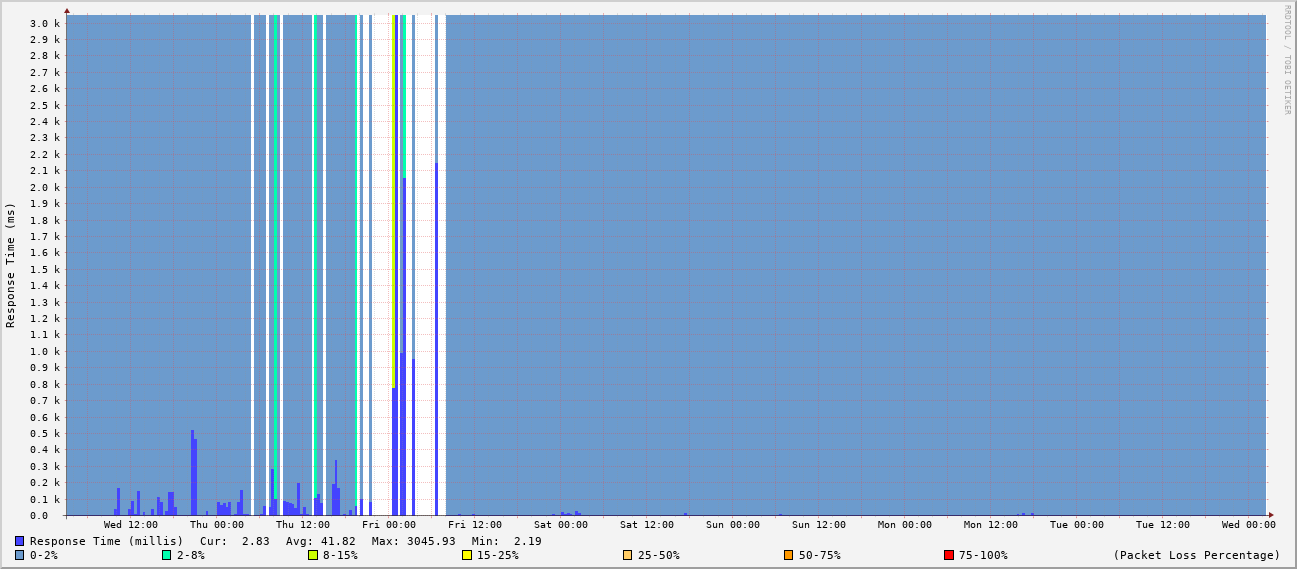 3.0 k
2.9 k
2.8 k
2.7 k
2.6 k
2.5 k
2.4 k
2.3 k
2.2 k
2.1 k
2.0 k
1.9 k
1.8 k
1.7 k
1.6 k
1.5 k
1.4 k
1.3 k
1.2 k
1.1 k
1.0 k
0.9 k
0.8 k
0.7 k
0.6 k
0.5 k
0.4 k
0.3 k
0.2 k
0.1 k
0.0
Response Time (ms)
RRDTOOL / TOBI OETIKER
Wed 12:00 Thu 00:00 Thu 12:00 Fri 00:00 Fri 12:00 Sat 00:00 Sat 12:00 Sun 00:00 Sun 12:00 Mon 00:00 Mon 12:00 Tue 00:00 Tue 12:00 Wed 00:00
Response Time (millis) Cur: 2.83 Avg: 41.82 Max: 3045.93 Min: 2.19
0-2% 2-8% 8-15% 15-25% 25-50% 50-75% 75-100% (Packet Loss Percentage)